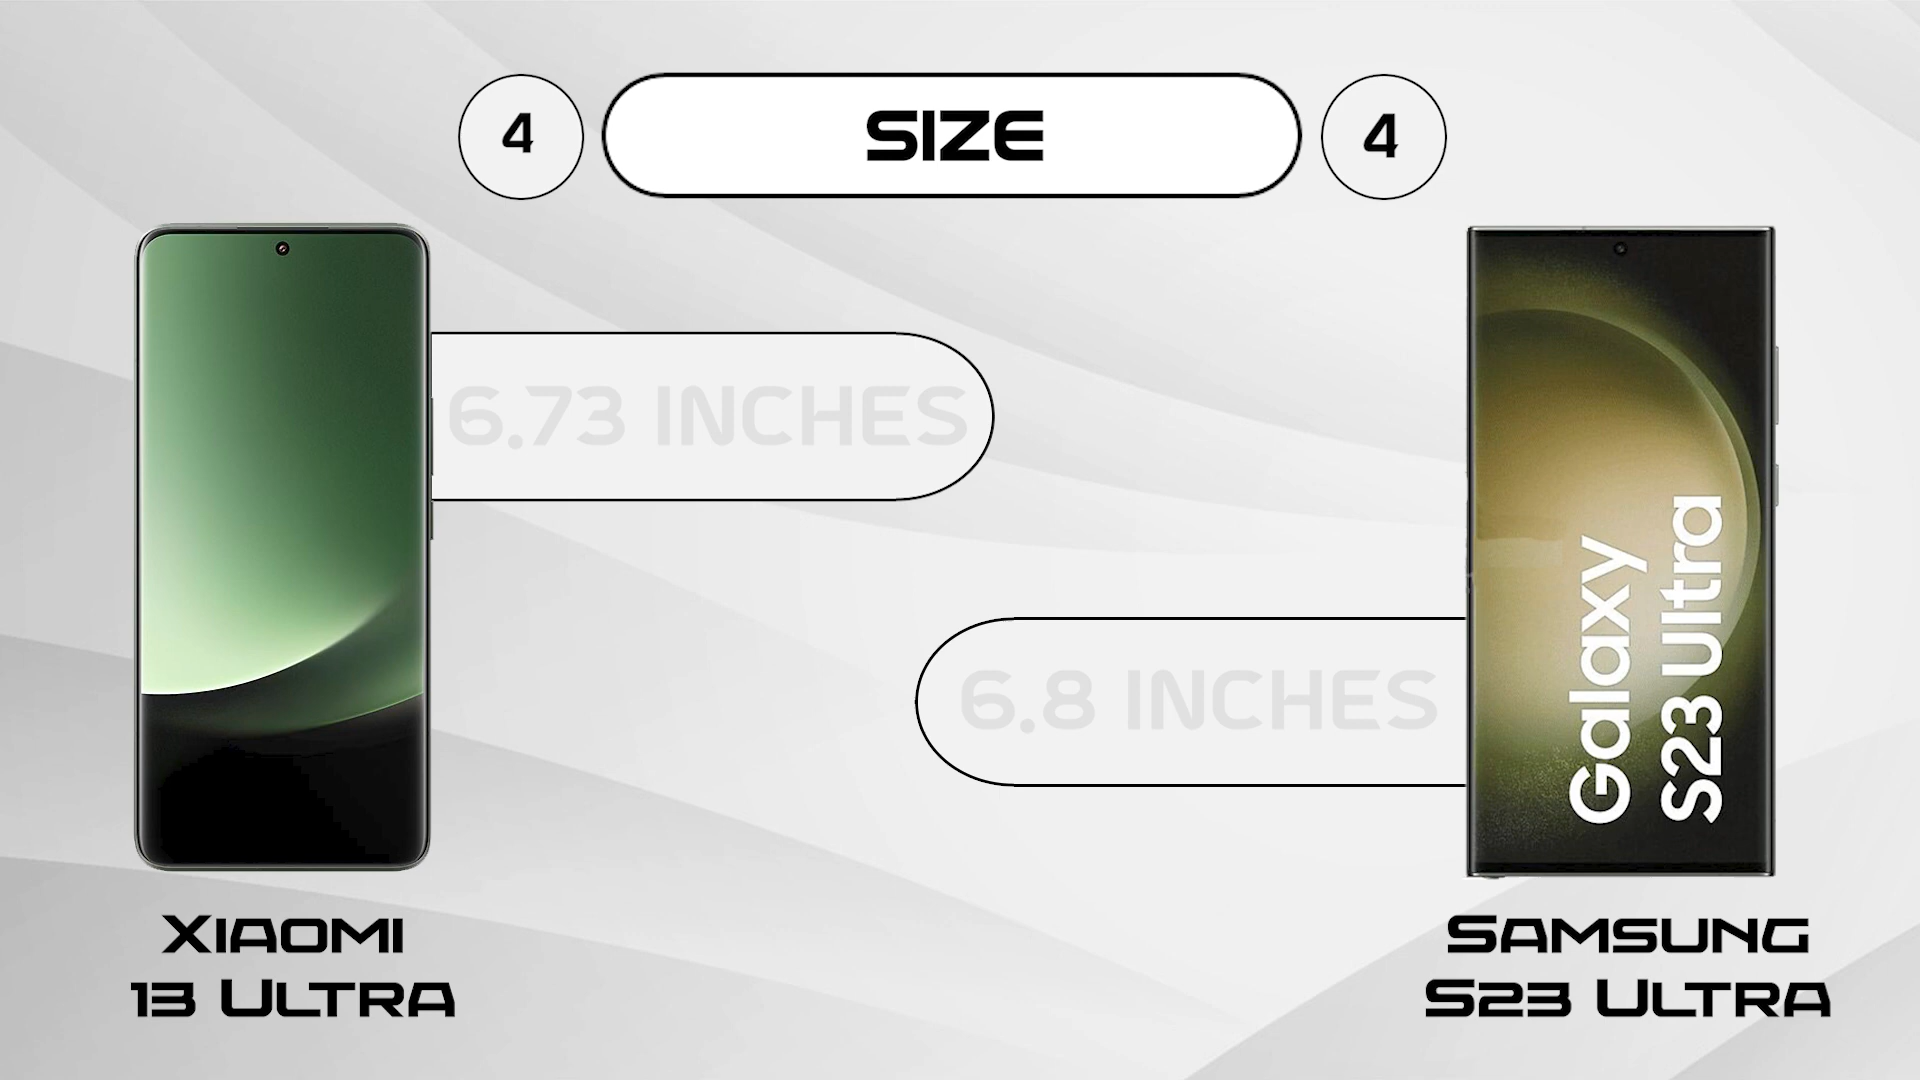 4
SIZE
4
6.73 INCHES
6.8 INCHES
Galaxy
S23 Ultra
XIAOMI
13 ULTRA
SAMSUNG
S23 ULTRA